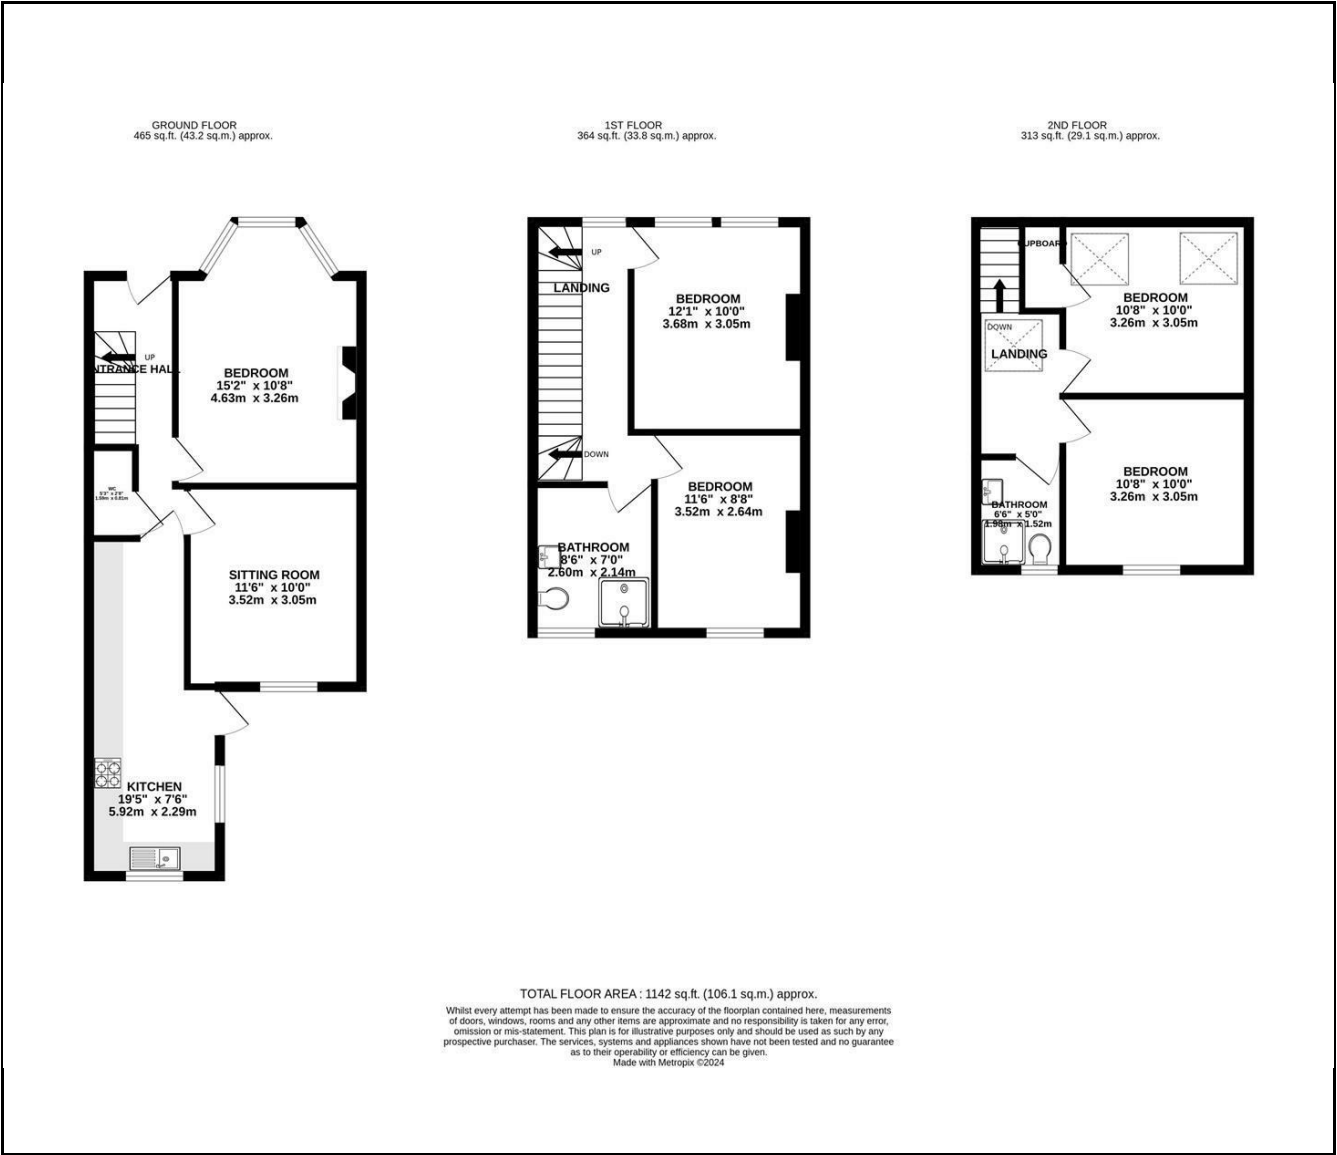 GROUND FLOOR
465 sq.ft. (43.2 sq.m.) approx.
1ST FLOOR
364 sq.ft. (33.8 sq.m.) approx.
2ND FLOOR
313 sq.ft. (29.1 sq.m.) approx.
UP
ENTRANCE HALL
BEDROOM
15'2" x 10'8"
4.63m x 3.26m
WC
5'3" x 2'8"
SITTING ROOM
11'6" x 10'0"
3.52m x 3.05m
KITCHEN
19'5" x 7'6"
5.92m x 2.29m
UP
LANDING
BEDROOM
12'1" x 10'0"
3.68m x 3.05m
DOWN
BEDROOM
11'6" x 8'8"
3.52m x 2.64m
BATHROOM
8'6" x 7'0"
2.60m x 2.14m
CUPBOARD
BEDROOM
10'8" x 10'0"
3.26m x 3.05m
DOWN
LANDING
BEDROOM
10'8" x 10'0"
3.26m x 3.05m
BATHROOM
6'6" x 5'0"
1.98m x 1.52m
TOTAL FLOOR AREA : 1142 sq.ft. (106.1 sq.m.) approx.
Whilst every attempt has been made to ensure the accuracy of the floorplan contained here, measurements
of doors, windows, rooms and any other items are approximate and no responsibility is taken for any error,
omission or mis-statement. This plan is for illustrative purposes only and should be used as such by any
prospective purchaser. The services, systems and appliances shown have not been tested and no guarantee
as to their operability or efficiency can be given.
Made with Metropix ©2024